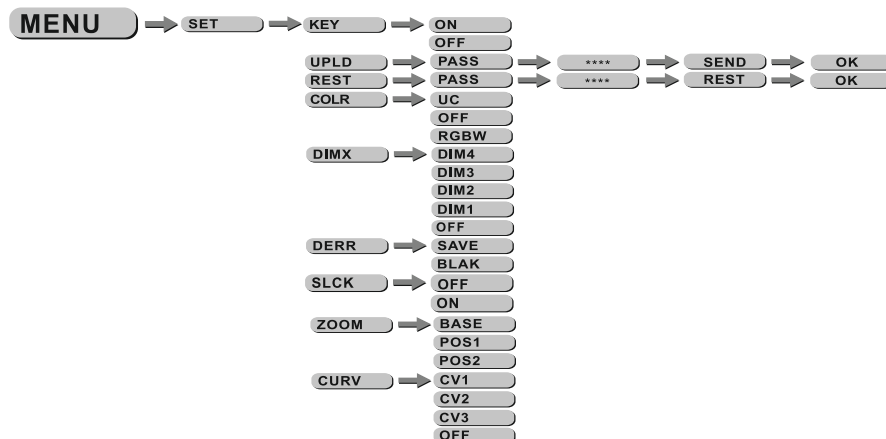 MENU SET KEY ON
OFF
UPLD PASS **** SEND OK
REST PASS **** REST OK
COLR UC
OFF
RGBW
DIMX DIM4
DIM3
DIM2
DIM1
OFF
DERR SAVE
BLAK
SLCK OFF
ON
ZOOM BASE
POS1
POS2
CURV CV1
CV2
CV3
OFF